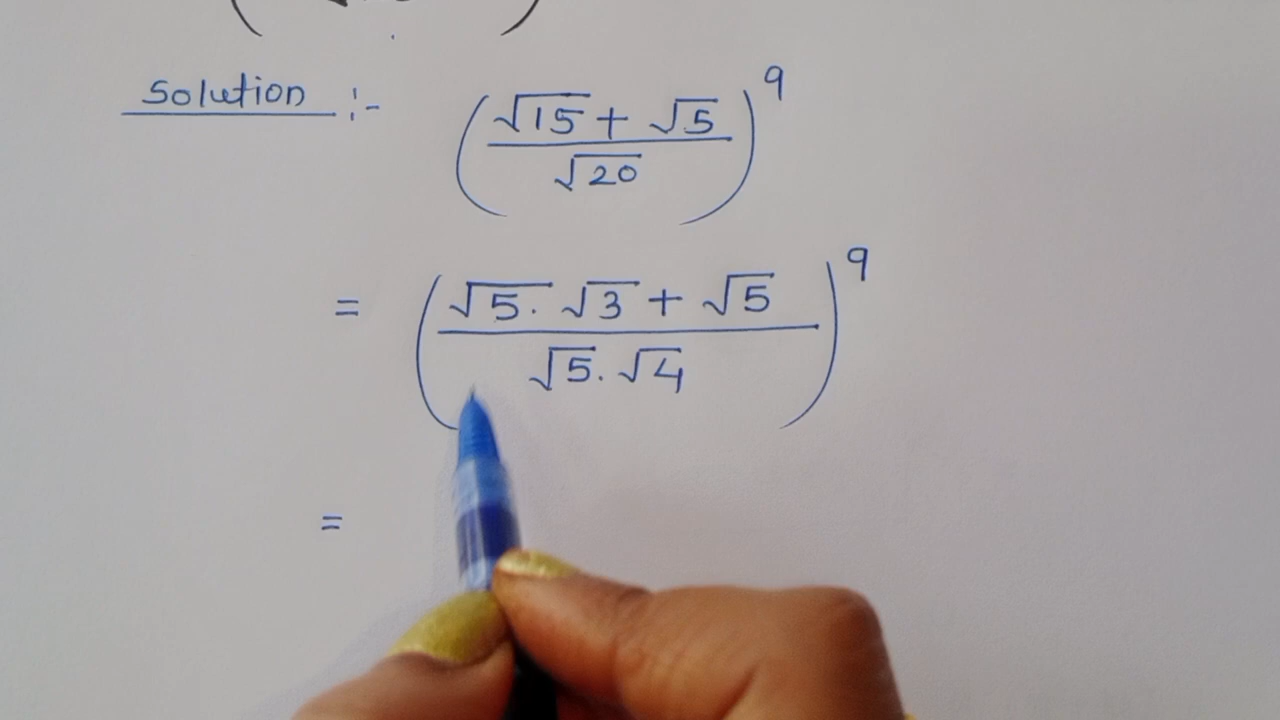 Solution :- ((√15 + √5)/√20)^9
= ((√5. √3 + √5)/(√5. √4))^9
=